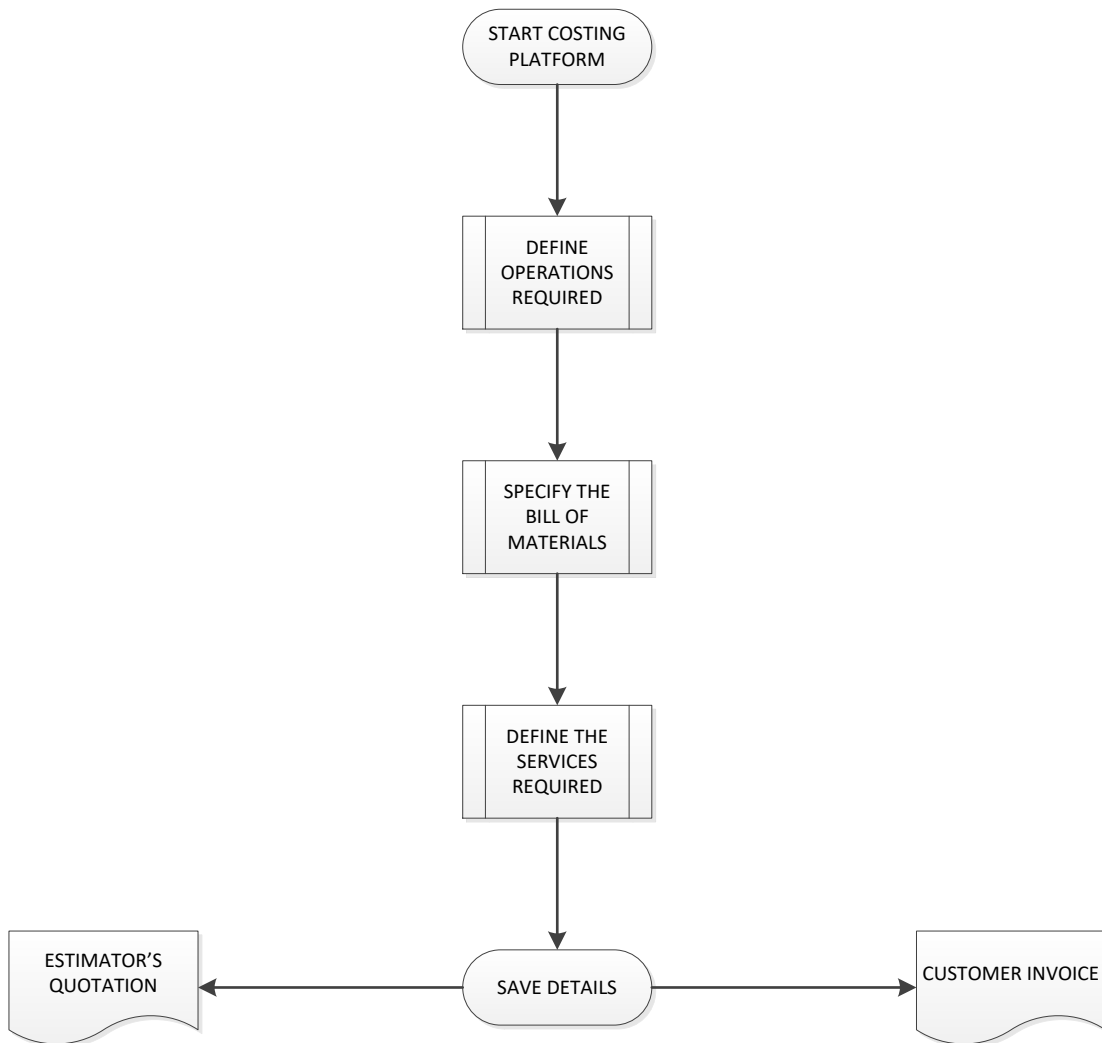 START COSTING
PLATFORM
DEFINE
OPERATIONS
REQUIRED
SPECIFY THE
BILL OF
MATERIALS
DEFINE THE
SERVICES
REQUIRED
ESTIMATOR’S
QUOTATION
SAVE DETAILS
CUSTOMER INVOICE